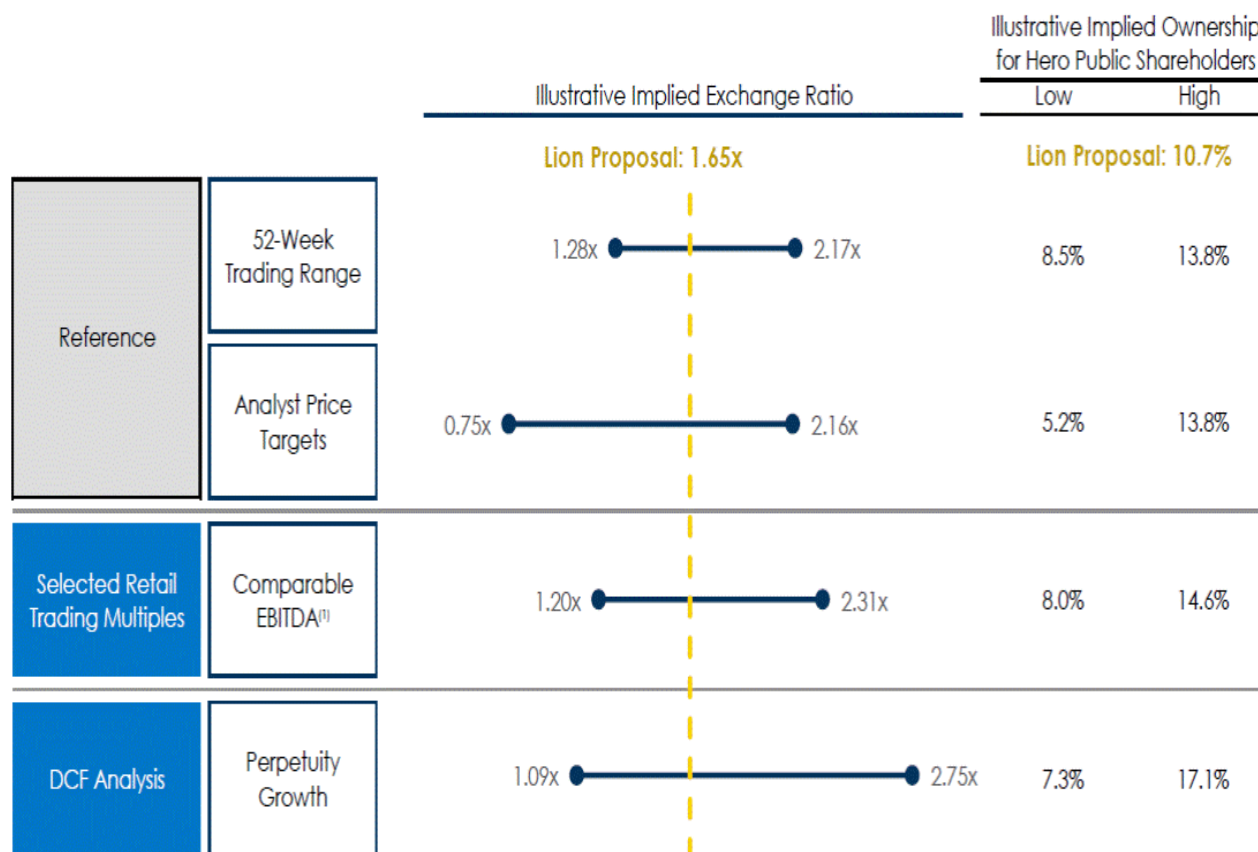 Illustrative Implied Ownership
for Hero Public Shareholders
Illustrative Implied Exchange Ratio
Low High
Lion Proposal: 1.65x
Lion Proposal: 10.7%
Reference
52-Week
Trading Range
1.28x
2.17x
8.5%
13.8%
Analyst Price
Targets
0.75x
2.16x
5.2%
13.8%
Selected Retail
Trading Multiples
Comparable
EBITDA(1)
1.20x
2.31x
8.0%
14.6%
DCF Analysis
Perpetuity
Growth
1.09x
2.75x
7.3%
17.1%